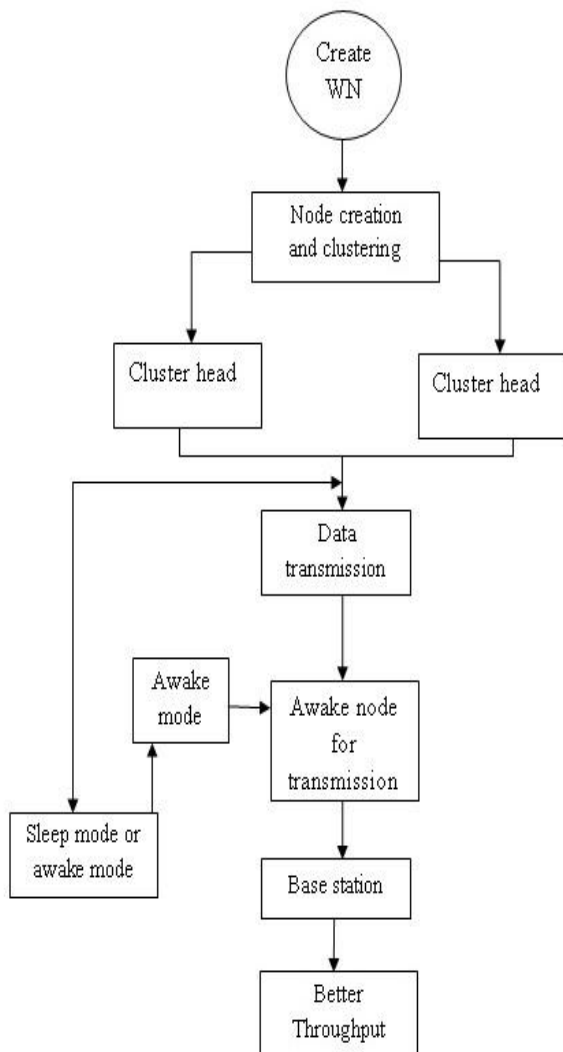 Create
WN
Node creation
and clustering
Cluster head
Cluster head
Data
transmission
Awake
mode
Awake node
for
transmission
Sleep mode or
awake mode
Base station
Better
Throughput